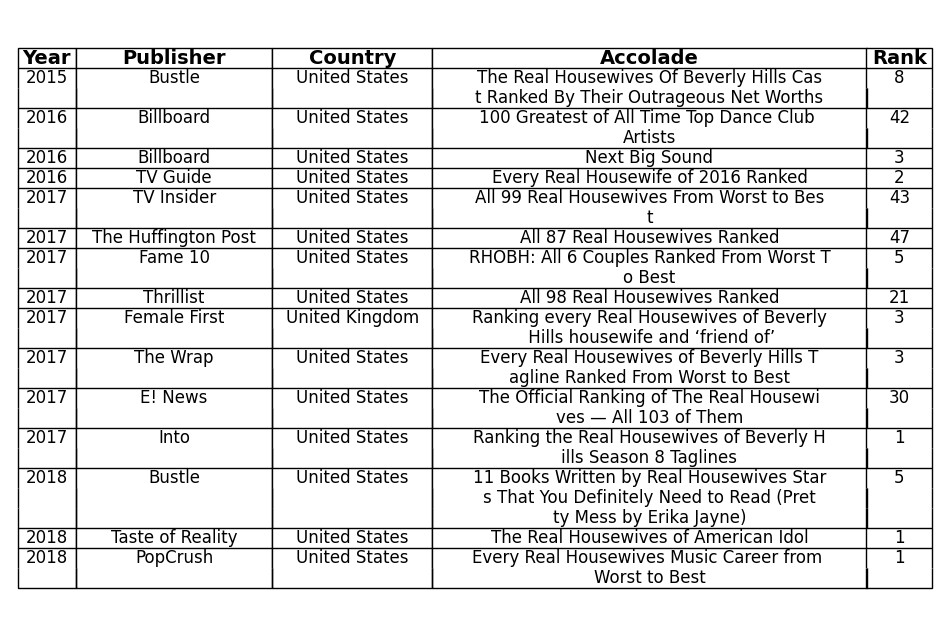 Year Publisher Country Accolade Rank
2015 Bustle United States The Real Housewives Of Beverly Hills Cas 8
t Ranked By Their Outrageous Net Worths
2016 Billboard United States 100 Greatest of All Time Top Dance Club 42
Artists
2016 Billboard United States Next Big Sound 3
2016 TV Guide United States Every Real Housewife of 2016 Ranked 2
2017 TV Insider United States All 99 Real Housewives From Worst to Bes 43
t
2017 The Huffington Post United States All 87 Real Housewives Ranked 47
2017 Fame 10 United States RHOBH: All 6 Couples Ranked From Worst T 5
o Best
2017 Thrillist United States All 98 Real Housewives Ranked 21
2017 Female First United Kingdom Ranking every Real Housewives of Beverly 3
Hills housewife and ‘friend of’
2017 The Wrap United States Every Real Housewives of Beverly Hills T 3
agline Ranked From Worst to Best
2017 E! News United States The Official Ranking of The Real Housewi 30
ves — All 103 of Them
2017 Into United States Ranking the Real Housewives of Beverly H 1
ills Season 8 Taglines
2018 Bustle United States 11 Books Written by Real Housewives Star 5
s That You Definitely Need to Read (Pret
ty Mess by Erika Jayne)
2018 Taste of Reality United States The Real Housewives of American Idol 1
2018 PopCrush United States Every Real Housewives Music Career from 1
Worst to Best